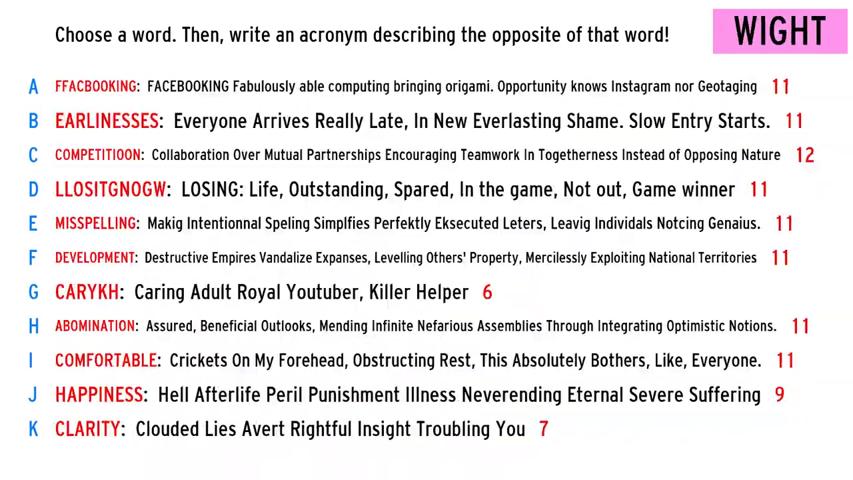 Choose a word. Then, write an acronym describing the opposite of that word!
WIGHT
A FFACBOOKING: FACEBOOKING Fabulously able computing bringing origami. Opportunity knows Instagram nor Geotaging 11
B EARLINESSES: Everyone Arrives Really Late, In New Everlasting Shame. Slow Entry Starts. 11
C COMPETITIOON: Collaboration Over Mutual Partnerships Encouraging Teamwork In Togetherness Instead of Opposing Nature 12
D LLOSITGNOGW: LOSING: Life, Outstanding, Spared, In the game, Not out, Game winner 11
E MISSPELLING: Makig Intentionnal Speling Simplfies Perfektly Eksecuted Leters, Leavig Individals Notcing Genaius. 11
F DEVELOPMENT: Destructive Empires Vandalize Expanses, Levelling Others' Property, Mercilessly Exploiting National Territories 11
G CARYKH: Caring Adult Royal Youtuber, Killer Helper 6
H ABOMINATION: Assured, Beneficial Outlooks, Mending Infinite Nefarious Assemblies Through Integrating Optimistic Notions. 11
I COMFORTABLE: Crickets On My Forehead, Obstructing Rest, This Absolutely Bothers, Like, Everyone. 11
J HAPPINESS: Hell Afterlife Peril Punishment Illness Neverending Eternal Severe Suffering 9
K CLARITY: Clouded Lies Avert Rightful Insight Troubling You 7